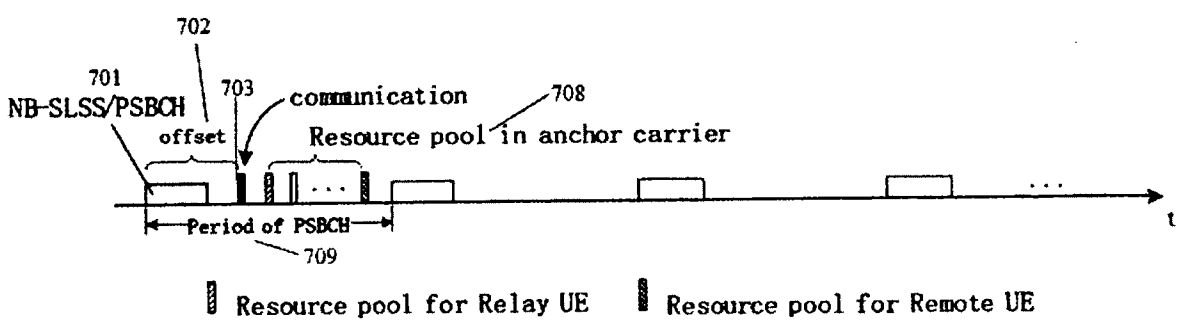 702
701
703
NB-SLSS/PSBCH
communication
708
offset
Resource pool in anchor carrier
...
...
t
Period of PSBCH
709
Resource pool for Relay UE
Resource pool for Remote UE